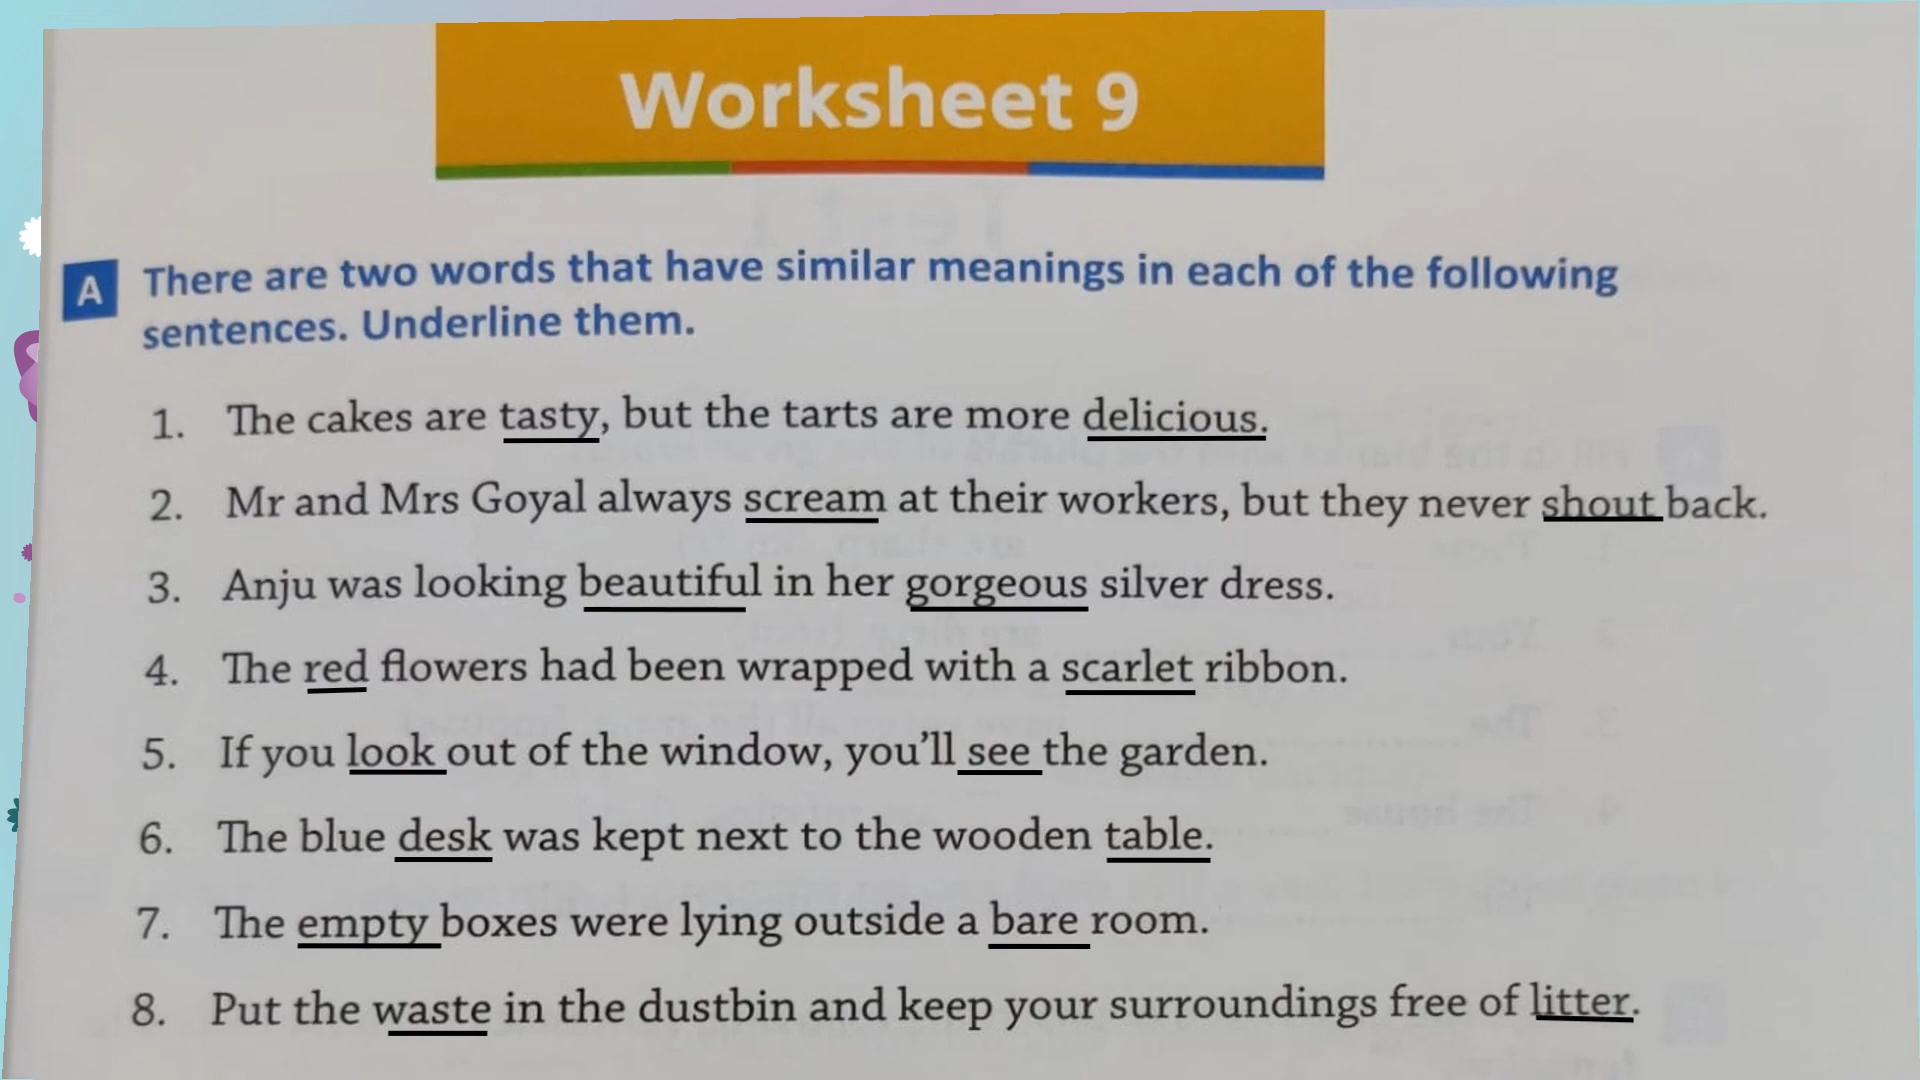 Worksheet 9
A There are two words that have similar meanings in each of the following
sentences. Underline them.
1. The cakes are tasty, but the tarts are more delicious.
2. Mr and Mrs Goyal always scream at their workers, but they never shout back.
3. Anju was looking beautiful in her gorgeous silver dress.
4. The red flowers had been wrapped with a scarlet ribbon.
5. If you look out of the window, you'll see the garden.
6. The blue desk was kept next to the wooden table.
7. The empty boxes were lying outside a bare room.
8. Put the waste in the dustbin and keep your surroundings free of litter.